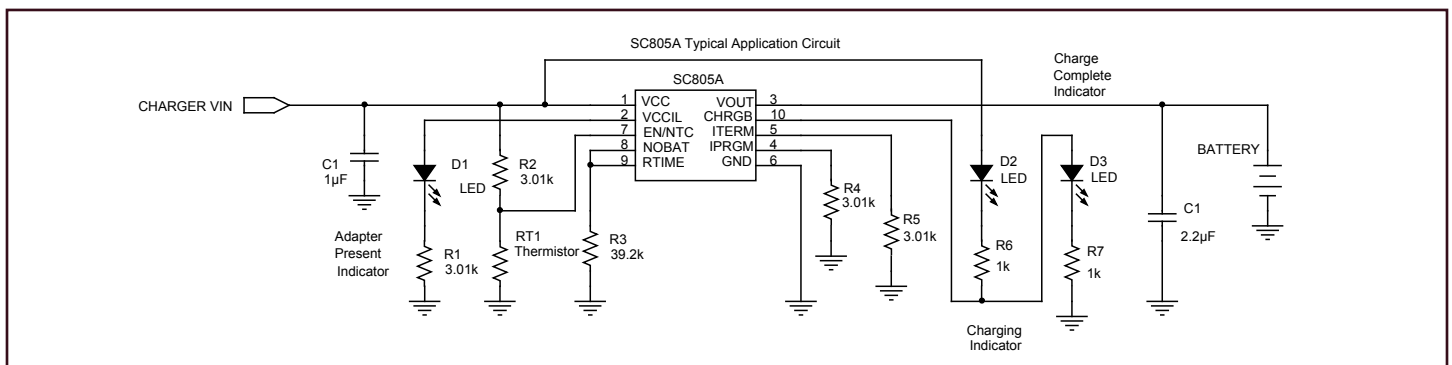 SC805A Typical Application Circuit
Charge
Complete
Indicator
SC805A
CHARGER VIN
1 VCC VOUT 3
2 VCCIL CHRGB 10
7 EN/NTC ITERM 5
8 NOBAT IPRGM 4
9 RTIME GND 6
C1
1µF
D1
LED
R2
3.01k
D2
LED
D3
LED
BATTERY
R4
3.01k
R5
3.01k
C1
2.2µF
Adapter
Present
Indicator
R1
3.01k
RT1
Thermistor
R3
39.2k
R6
1k
R7
1k
Charging
Indicator